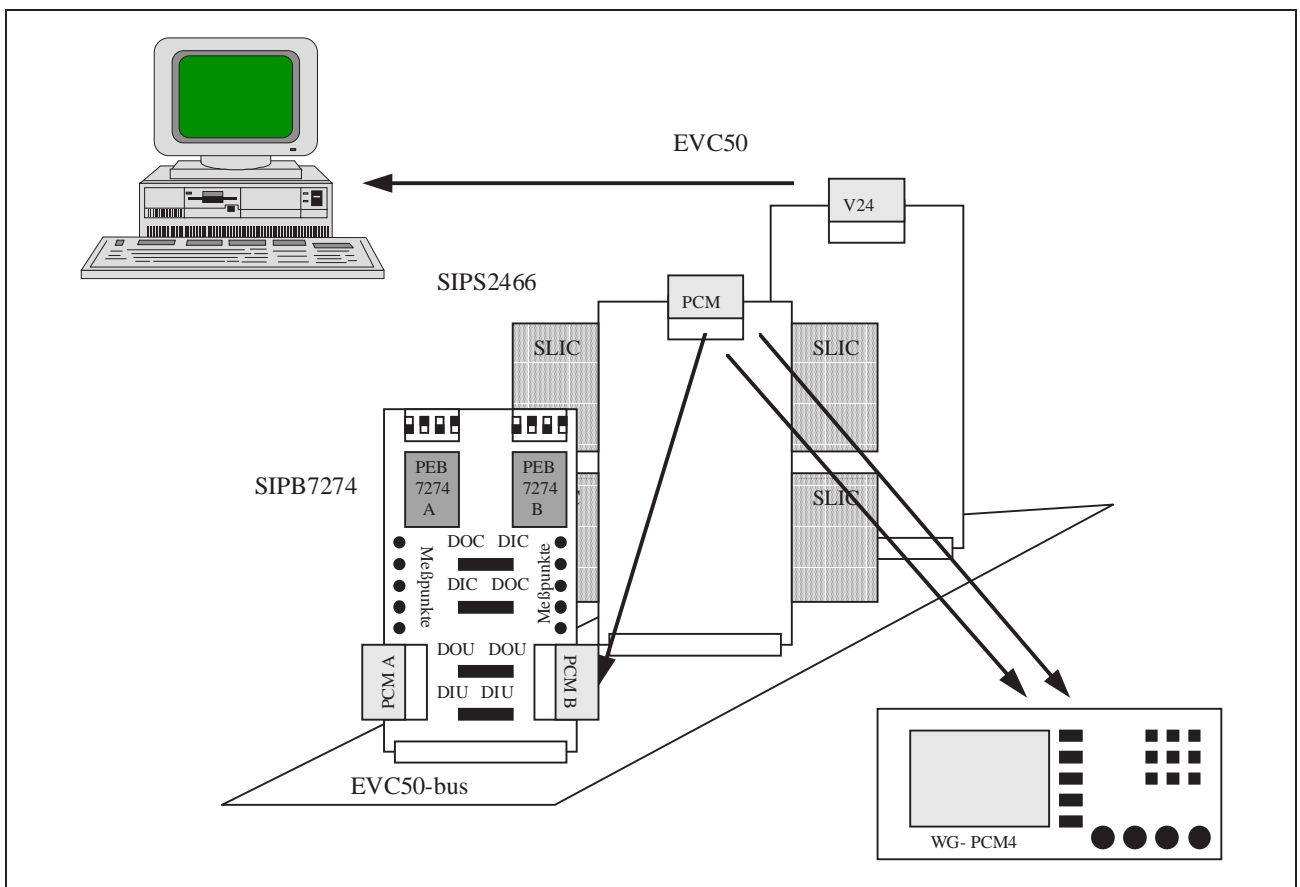 EVC50
V24
SIPS2466
PCM
SLIC
SLIC
SIPB7274
PEB
7274
A
PEB
7274
B
C
SLIC
DOC DIC
DIC DOC
Meßpunkte
Meßpunkte
DOU DOU
DIU DIU
PCM A
PCM B
EVC50-bus
WG- PCM4